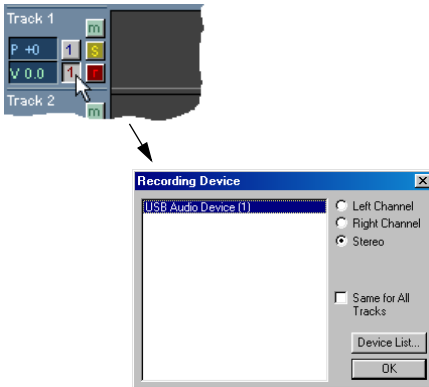 Track 1
m
P +0 1 S
V 0.0 1 r
Track 2
m
Recording Device
USB Audio Device (1)
Left Channel
Right Channel
Stereo
Same for All
Tracks
Device List...
OK